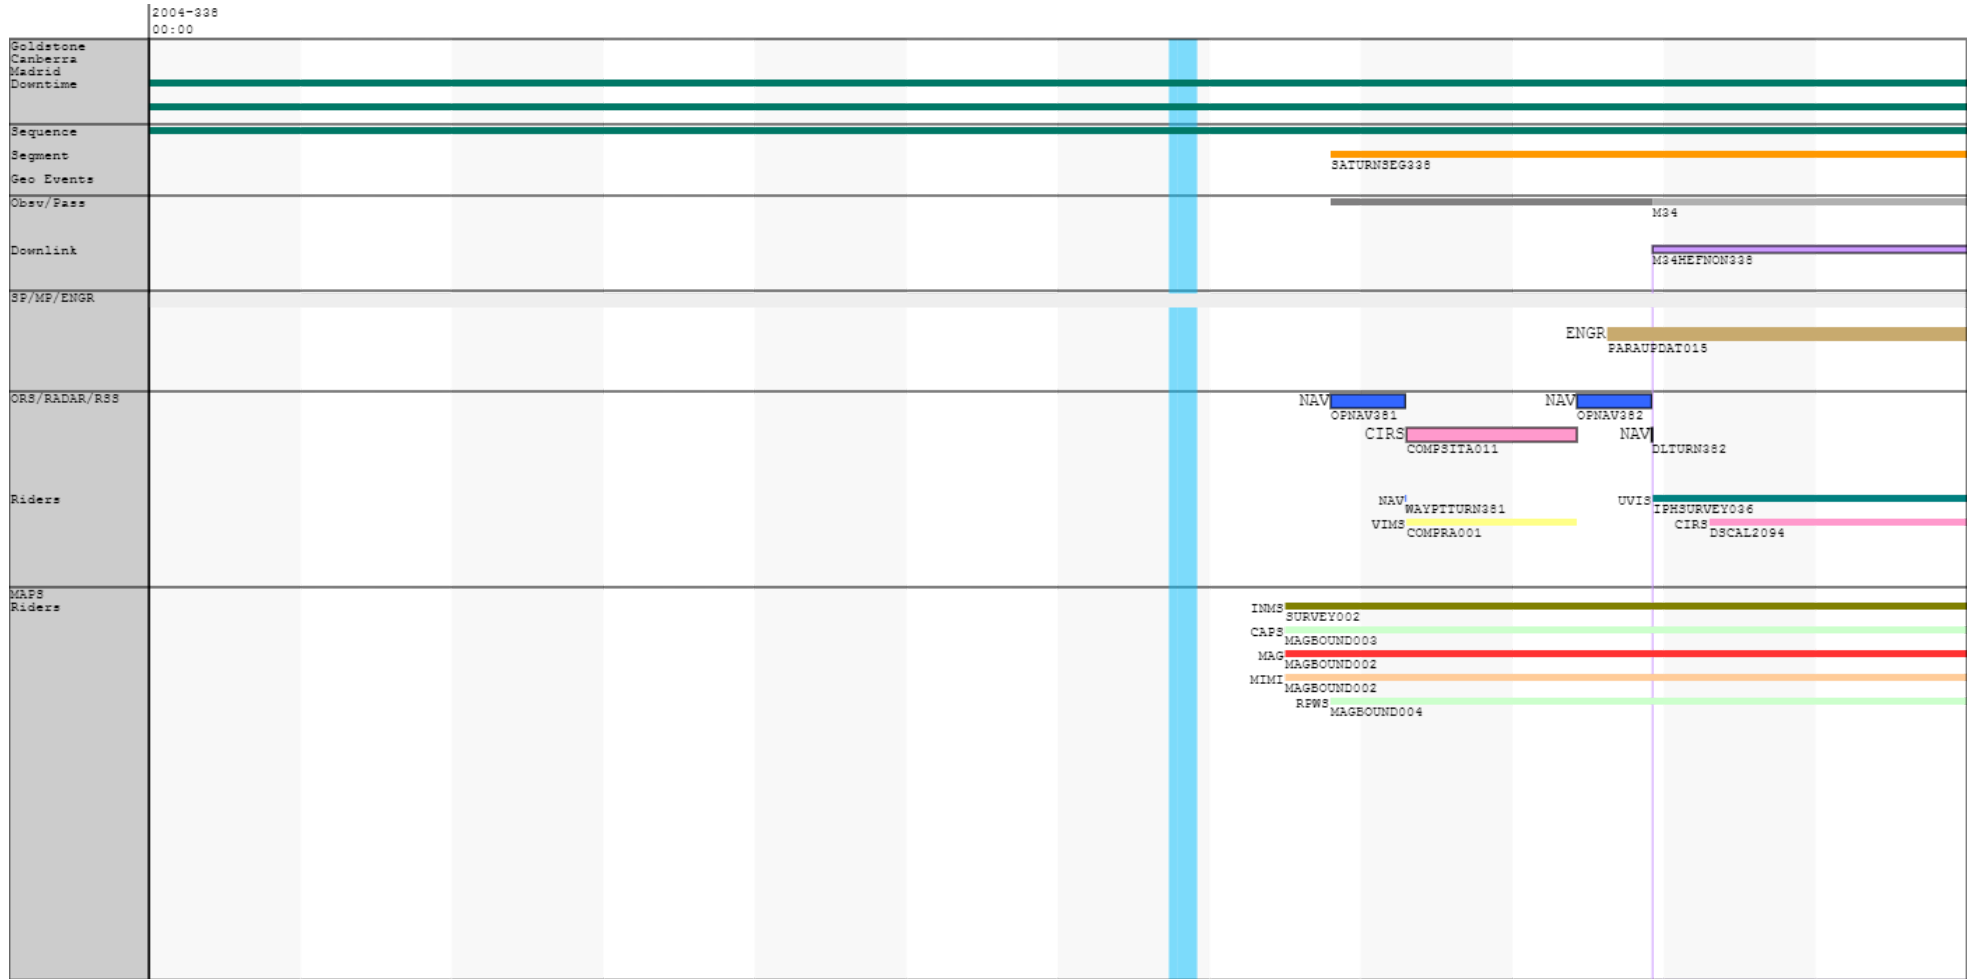 2004-338
00:00
Goldstone
Canberra
Madrid
Downtime
Sequence
Segment
SATURNSEG338
Geo Events
Obsv/Pass
M34
Downlink
M34HEFNON338
SP/MP/ENGR
ENGR
PARAUPDAT015
ORS/RADAR/RSS
NAV
NAV
OPNAV381
OPNAV382
CIRS
NAV
COMPSITA011
DLTURN382
Riders
NAV
UVIS
WAYPTTURN381
IPHSURVEY036
VIMS
CIRS
COMPRA001
DSCAL2094
MAPS
Riders
INMS
SURVEY002
CAPS
MAGBOUND003
MAG
MAGBOUND002
MIMI
MAGBOUND002
RPWS
MAGBOUND004